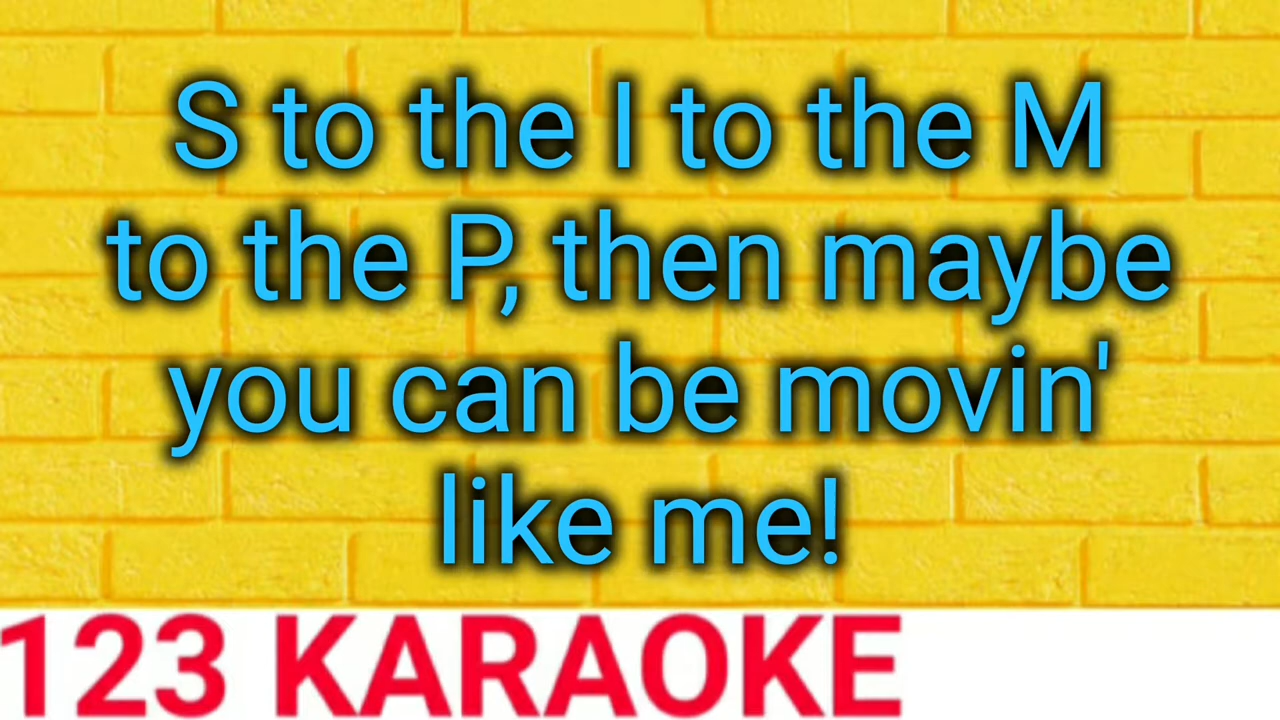 S to the I to the M
to the P, then maybe
you can be movin'
like me!
123 KARAOKE